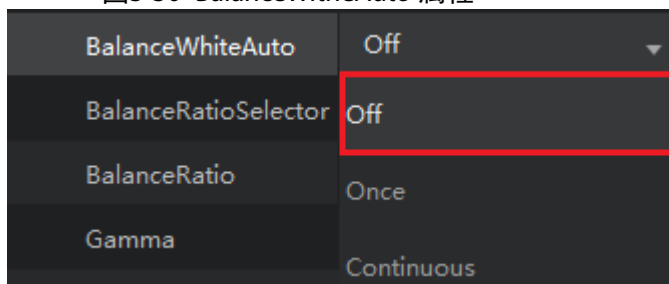 BalanceWhiteAuto Off
BalanceRatioSelector Off
BalanceRatio
Once
Gamma
Continuous